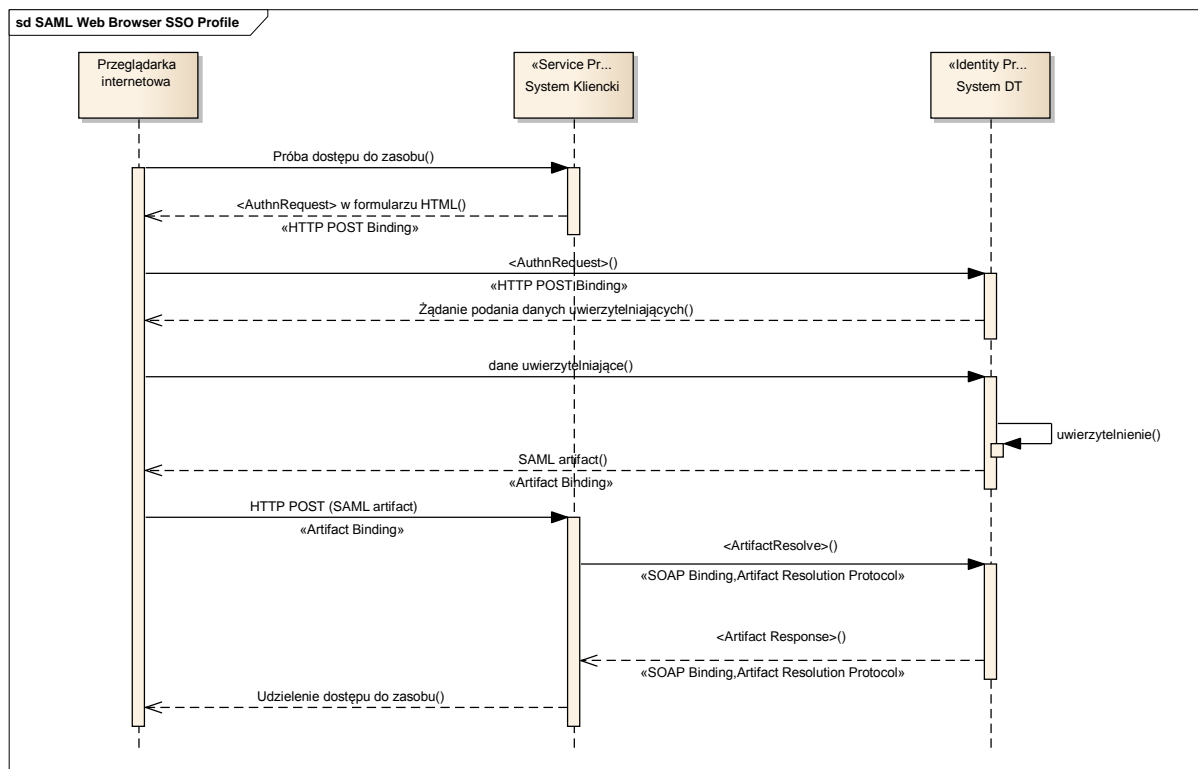 sd SAML Web Browser SSO Profile
Przeglądarka
internetowa
«Service Pr...
System Kliencki
«Identity Pr...
System DT
Próba dostępu do zasobu()
<AuthnRequest> w formularzu HTML()
«HTTP POST Binding»
<AuthnRequest>()
«HTTP POST Binding»
Żądanie podania danych uwierzytelniających()
dane uwierzytelniające()
uwierzytelnienie()
SAML artifact()
«Artifact Binding»
HTTP POST (SAML artifact)
«Artifact Binding»
<ArtifactResolve>()
«SOAP Binding,Artifact Resolution Protocol»
<Artifact Response>()
«SOAP Binding,Artifact Resolution Protocol»
Udzielenie dostępu do zasobu()